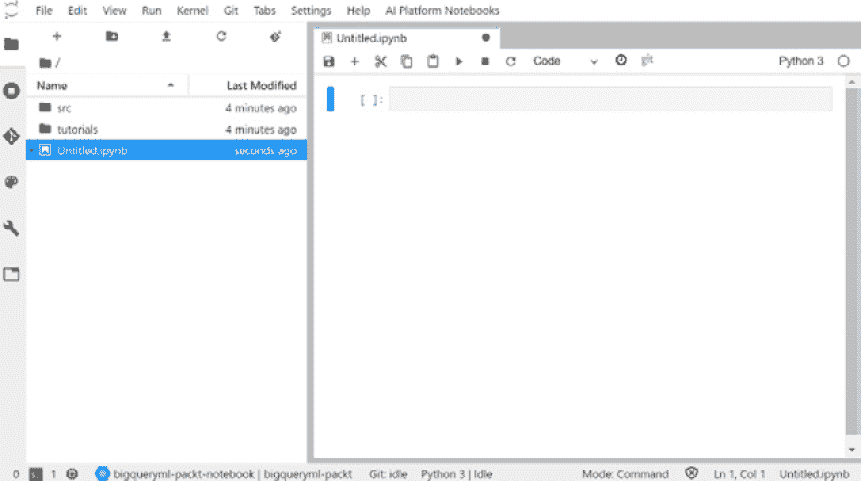 File Edit View Run Kernel Git Tabs Settings Help AI Platform Notebooks
/
Name Last Modified
src 4 minutes ago
tutorials 4 minutes ago
Untitled.ipynb seconds ago
Untitled.ipynb
Code git Python 3
[ ]:
0 1 bigqueryml-packt-notebook | bigqueryml-packt Git: idle Python 3 | Idle Mode: Command Ln 1, Col 1 Untitled.ipynb